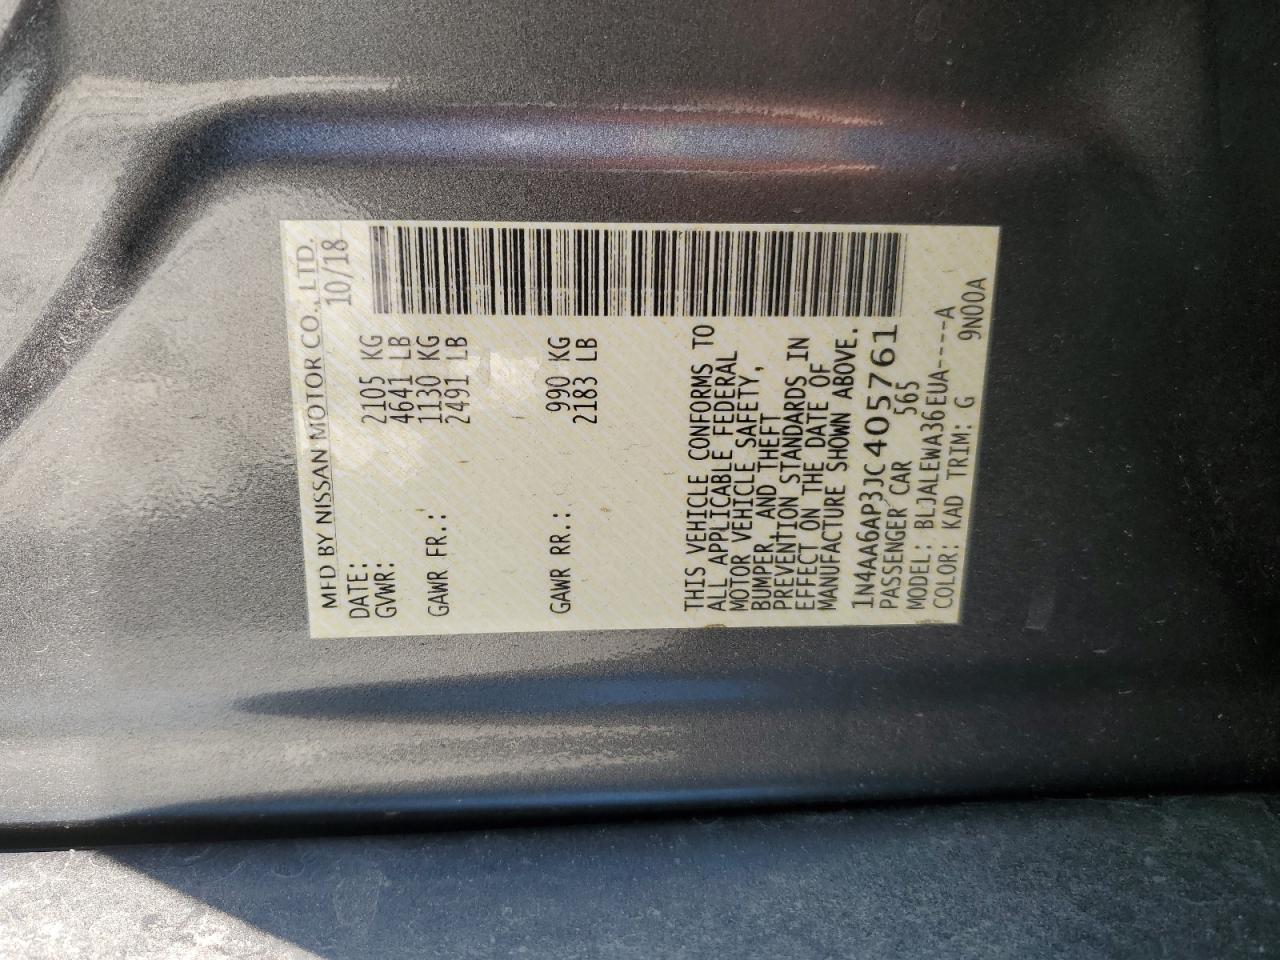 MFD BY NISSAN MOTOR CO., LTD.
DATE: 10/18
GVWR: 2105 KG
4641 LB
GAWR FR.: 1130 KG
2491 LB
GAWR RR.: 990 KG
2183 LB
THIS VEHICLE CONFORMS TO
ALL APPLICABLE FEDERAL
MOTOR VEHICLE SAFETY,
BUMPER, AND THEFT
PREVENTION STANDARDS IN
EFFECT ON THE DATE OF
MANUFACTURE SHOWN ABOVE.
1N4AA6AP3JC405761
PASSENGER CAR 565
MODEL: BLJALEWA36EUA----A
COLOR: KAD TRIM: G 9N00A